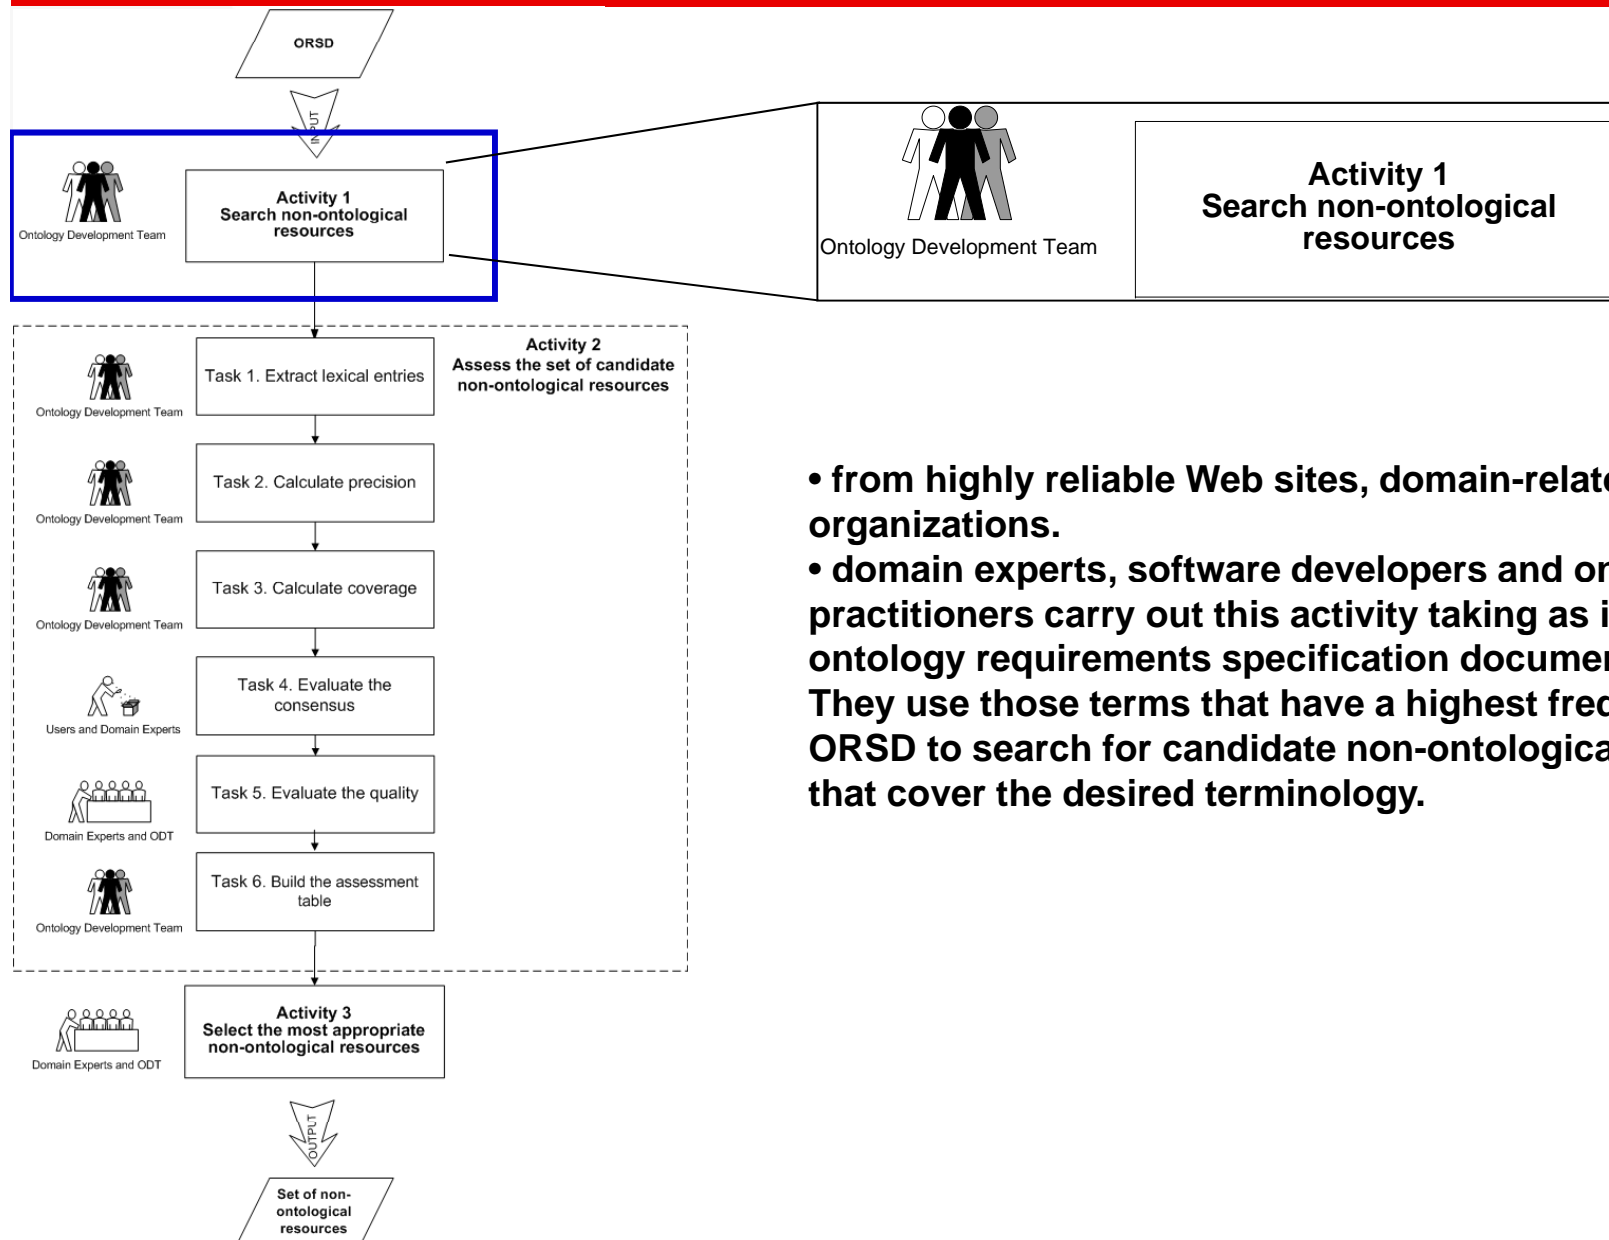 ORSD
INPUT
Ontology Development Team
Activity 1
Search non-ontological
resources
Ontology Development Team
Activity 1
Search non-ontological
resources
Activity 2
Assess the set of candidate
non-ontological resources
Ontology Development Team
Task 1. Extract lexical entries
Ontology Development Team
Task 2. Calculate precision
Ontology Development Team
Task 3. Calculate coverage
Users and Domain Experts
Task 4. Evaluate the
consensus
Domain Experts and ODT
Task 5. Evaluate the quality
Ontology Development Team
Task 6. Build the assessment
table
Domain Experts and ODT
Activity 3
Select the most appropriate
non-ontological resources
OUTPUT
Set of non-
ontological
resources
• from highly reliable Web sites, domain-relate
organizations.
• domain experts, software developers and or
practitioners carry out this activity taking as i
ontology requirements specification documen
They use those terms that have a highest freq
ORSD to search for candidate non-ontologica
that cover the desired terminology.